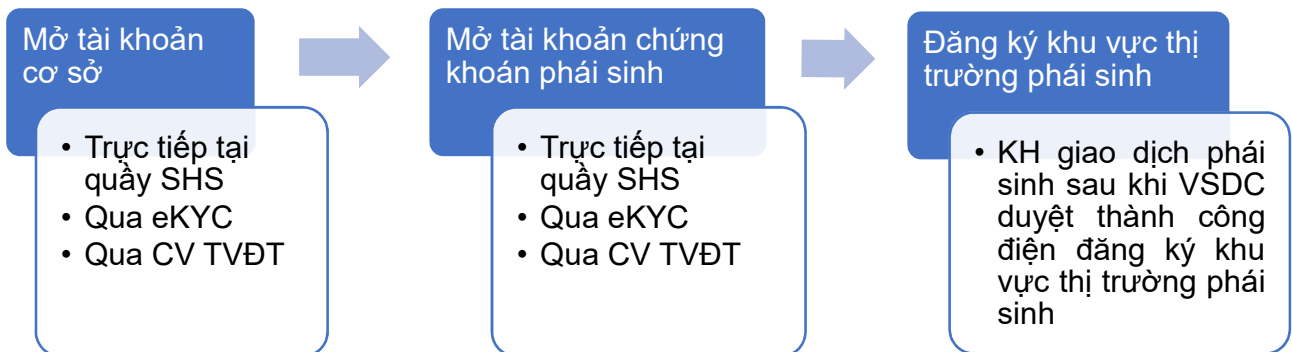 Mở tài khoản
cơ sở
• Trực tiếp tại
quầy SHS
• Qua eKYC
• Qua CV TVĐT
Mở tài khoản chứng
khoán phái sinh
• Trực tiếp tại
quầy SHS
• Qua eKYC
• Qua CV TVĐT
Đăng ký khu vực thị
trường phái sinh
• KH giao dịch phái
sinh sau khi VSDC
duyệt thành công
điện đăng ký khu
vực thị trường phái
sinh